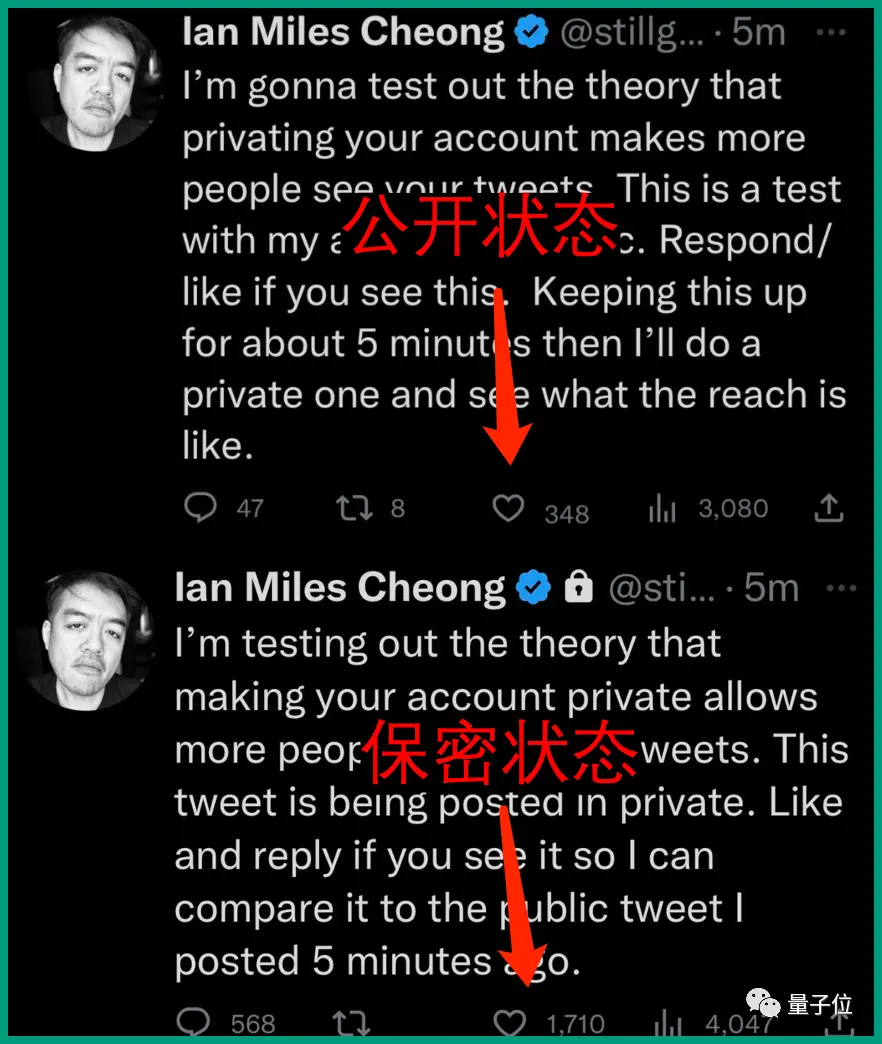 Ian Miles Cheong @stillg... · 5m ...
I'm gonna test out the theory that
privating your account makes more
people see your tweets. This is a test
with my a 公开状态 c. Respond/
like if you see this. Keeping this up
for about 5 minutes then I'll do a
private one and see what the reach is
like.
47 8 348 3,080
Ian Miles Cheong @sti... · 5m ...
I'm testing out the theory that
making your account private allows
more peop 保密状态 weets. This
tweet is being posted in private. Like
and reply if you see it so I can
compare it to the public tweet I
posted 5 minutes ago.
568 1,710 4,047
量子位